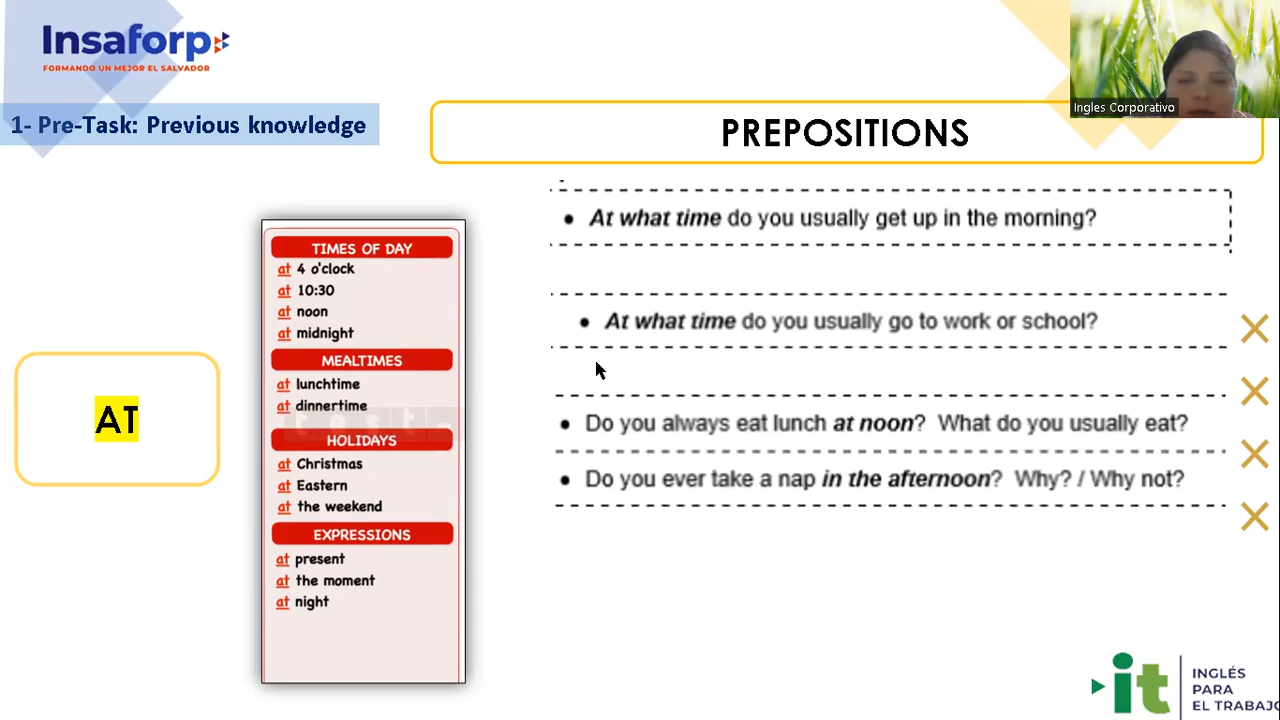 Insaforp
FORMANDO UN MEJOR EL SALVADOR
Ingles Corporativo
1- Pre-Task: Previous knowledge
PREPOSITIONS
AT
TIMES OF DAY
at 4 o'clock
at 10:30
at noon
at midnight
MEALTIMES
at lunchtime
at dinnertime
HOLIDAYS
at Christmas
at Eastern
at the weekend
EXPRESSIONS
at present
at the moment
at night
• At what time do you usually get up in the morning?
• At what time do you usually go to work or school?
• Do you always eat lunch at noon? What do you usually eat?
• Do you ever take a nap in the afternoon? Why? / Why not?
it
INGLÉS
PARA
EL TRABAJO